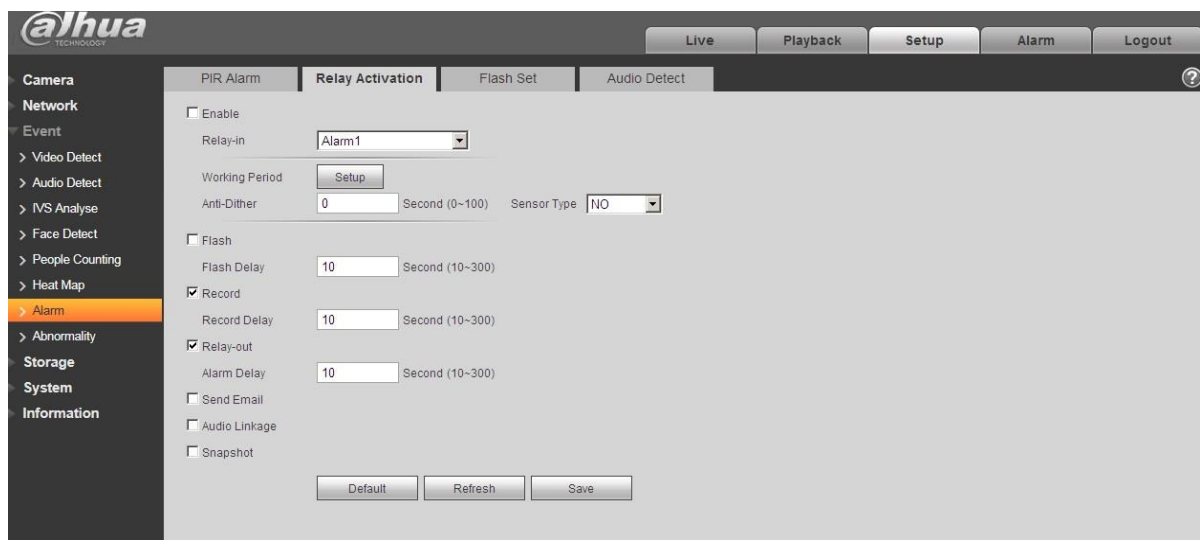 alhua
TECHNOLOGY
Live Playback Setup Alarm Logout
Camera
Network
Event
> Video Detect
> Audio Detect
> IVS Analyse
> Face Detect
> People Counting
> Heat Map
> Alarm
> Abnormality
Storage
System
Information
PIR Alarm Relay Activation Flash Set Audio Detect ?
Enable
Relay-in Alarm1
Working Period Setup
Anti-Dither 0 Second (0~100) Sensor Type NO
Flash
Flash Delay 10 Second (10~300)
Record
Record Delay 10 Second (10~300)
Relay-out
Alarm Delay 10 Second (10~300)
Send Email
Audio Linkage
Snapshot
Default Refresh Save